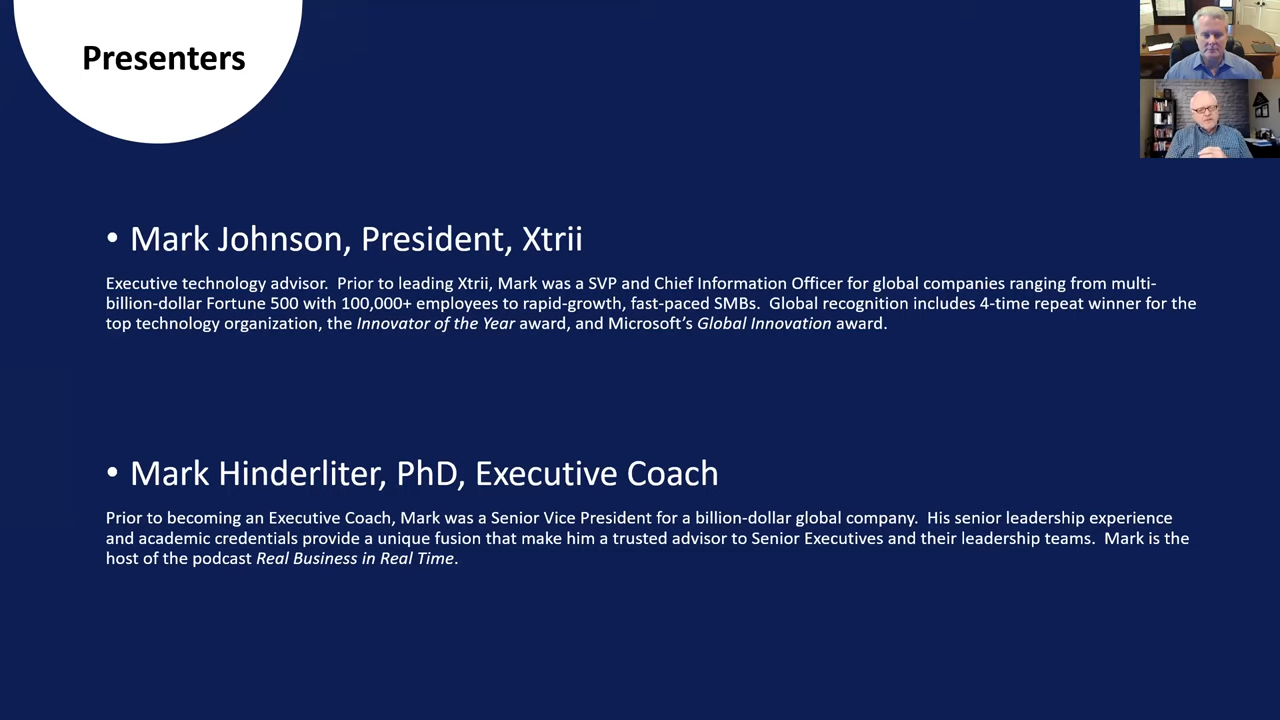 Presenters
• Mark Johnson, President, Xtrii
Executive technology advisor.  Prior to leading Xtrii, Mark was a SVP and Chief Information Officer for global companies ranging from multi-
billion-dollar Fortune 500 with 100,000+ employees to rapid-growth, fast-paced SMBs.  Global recognition includes 4-time repeat winner for the
top technology organization, the Innovator of the Year award, and Microsoft’s Global Innovation award.
• Mark Hinderliter, PhD, Executive Coach
Prior to becoming an Executive Coach, Mark was a Senior Vice President for a billion-dollar global company.  His senior leadership experience
and academic credentials provide a unique fusion that make him a trusted advisor to Senior Executives and their leadership teams.  Mark is the
host of the podcast Real Business in Real Time.